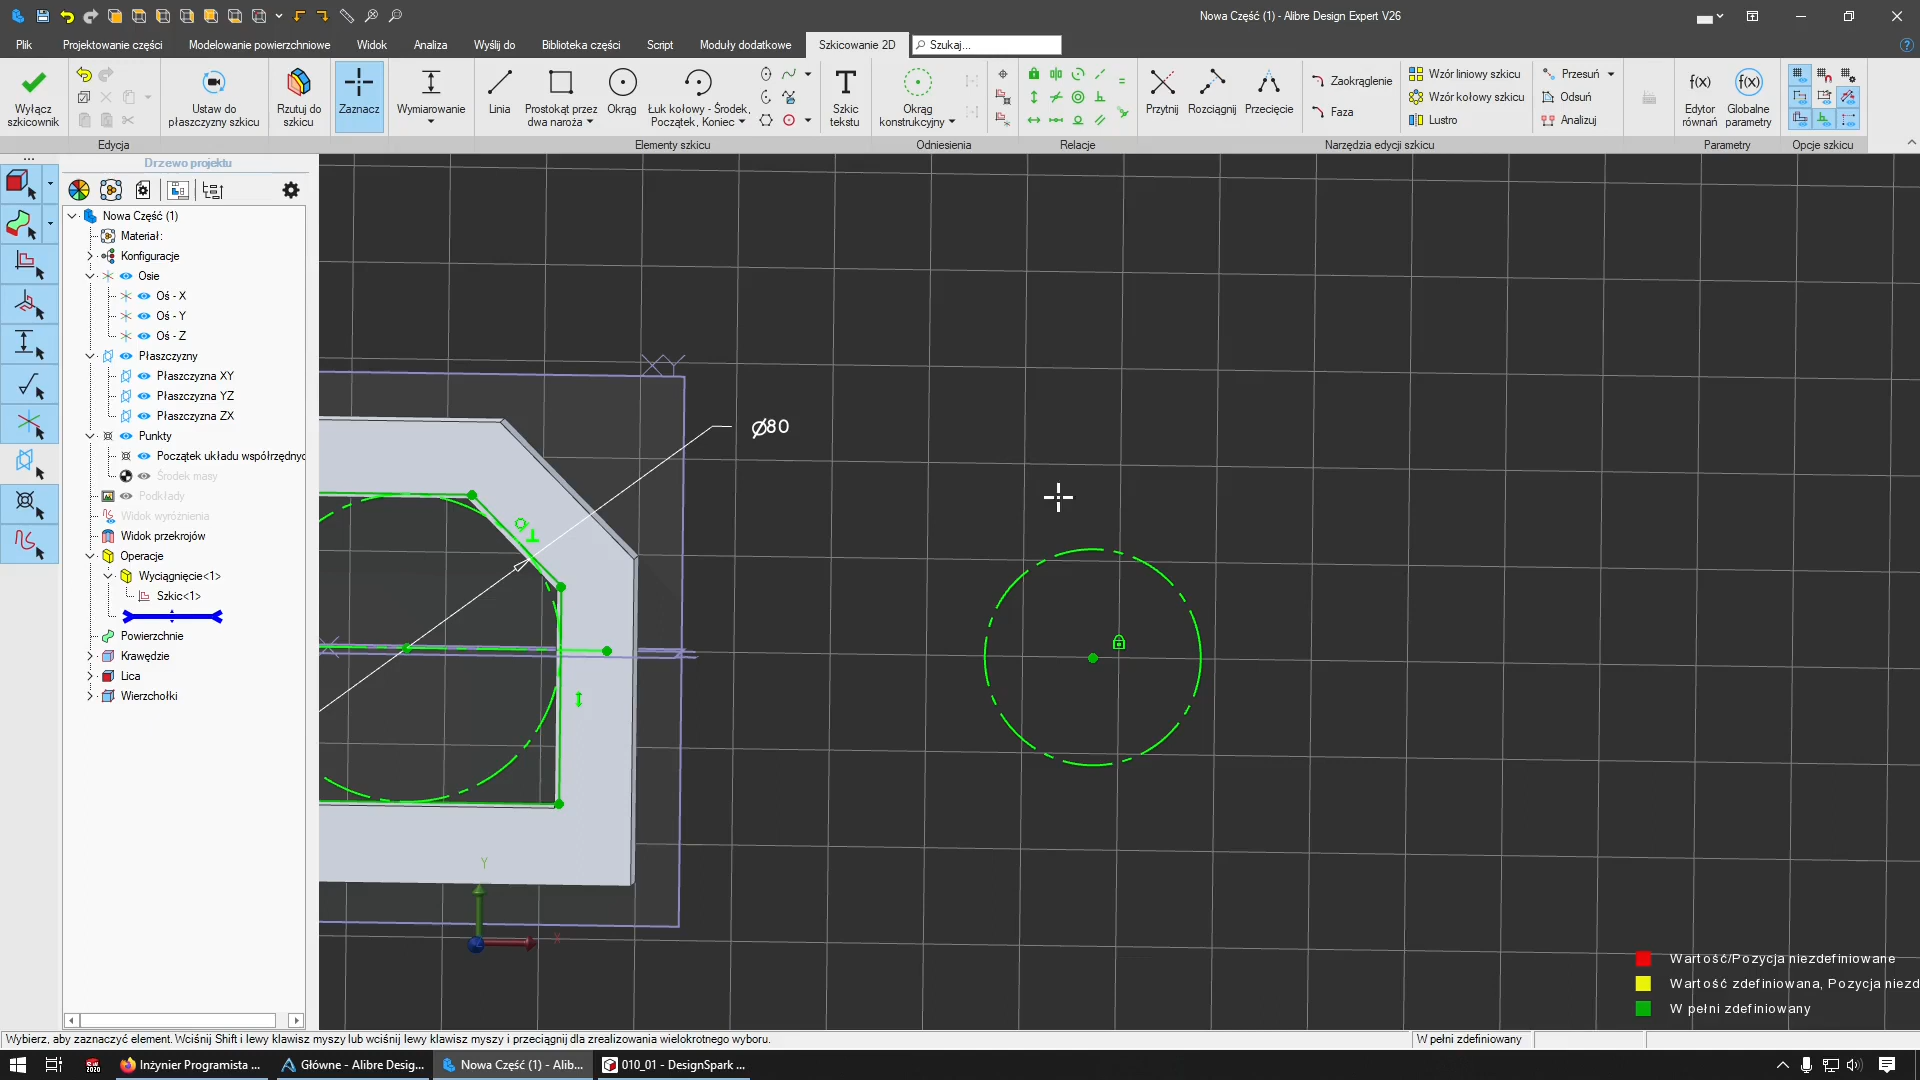 Nowa Część (1) - Alibre Design Expert V26
Plik
Projektowanie części
Modelowanie powierzchniowe
Widok
Analiza
Wyślij do
Biblioteka części
Script
Moduły dodatkowe
Szkicowanie 2D
Szukaj...
Wyłącz szkicownik
Ustaw do płaszczyzny szkicu
Rzutuj do szkicu
Zaznacz
Wymiarowanie
Linia
Prostokąt przez dwa naroża
Okrąg
Łuk kołowy - Środek, Początek, Koniec
Szkic tekstu
Okrąg konstrukcyjny
Przytnij
Rozciągnij
Przecięcie
Zaokrąglenie
Faza
Wzór liniowy szkicu
Wzór kołowy szkicu
Lustro
Przesuń
Odsuń
Analizuj
Edytor równań
Globalne parametry
Edycja
Elementy szkicu
Odniesienia
Relacje
Narzędzia edycji szkicu
Parametry
Opcje szkicu
Drzewo projektu
Nowa Część (1)
Materiał:
Konfiguracje
Osie
Oś - X
Oś - Y
Oś - Z
Płaszczyzny
Płaszczyzna XY
Płaszczyzna YZ
Płaszczyzna ZX
Punkty
Początek układu współrzędnyc
Środek masy
Podkłady
Widok wyróżnienia
Widok przekrojów
Operacje
Wyciągnięcie<1>
Szkic<1>
Powierzchnie
Krawędzie
Lica
Wierzchołki
XY
Ø80
Y
X
Wartość/Pozycja niezdefiniowane
Wartość zdefiniowana, Pozycja niezd
W pełni zdefiniowany
Wybierz, aby zaznaczyć element. Wciśnij Shift i lewy klawisz myszy lub wciśnij lewy klawisz myszy i przeciągnij dla zrealizowania wielokrotnego wyboru.
W pełni zdefiniowany
Inżynier Programista ...
Główne - Alibre Desig...
Nowa Część (1) - Alib...
010_01 - DesignSpark ...